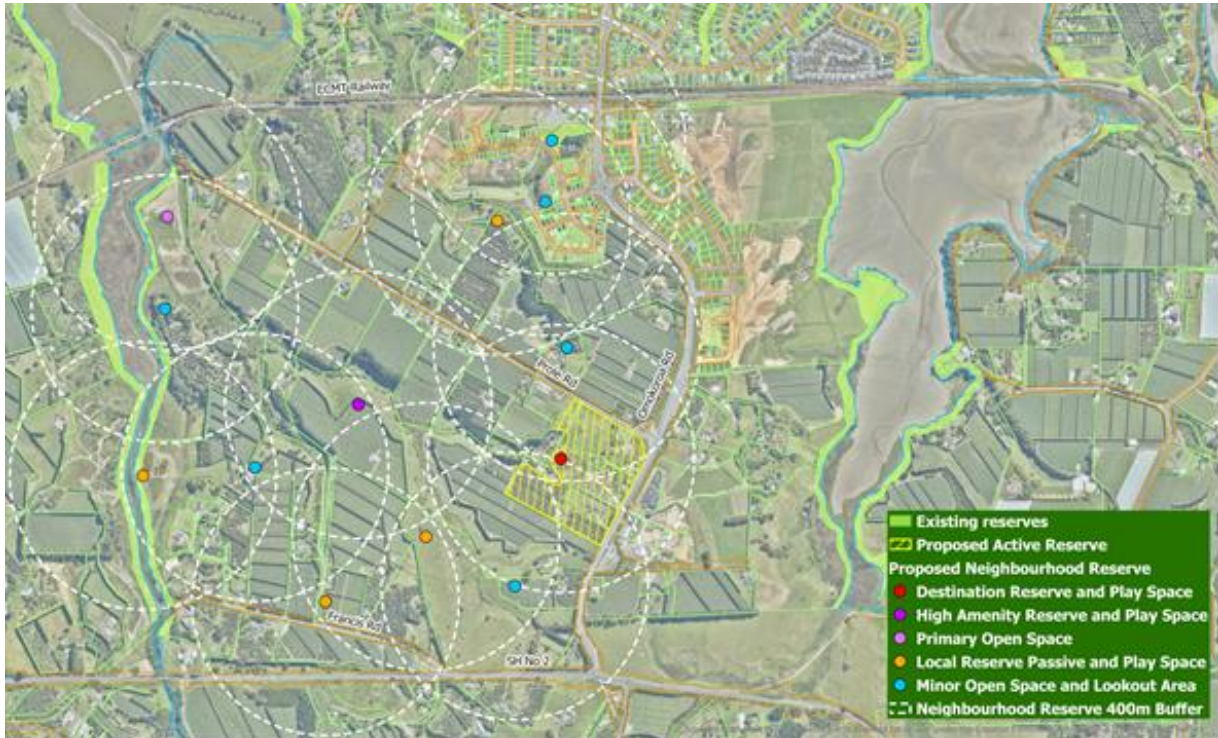 ECMT Railway
Prole Rd
Omokoroa Rd
Francis Rd
SH No 2
Existing reserves
Proposed Active Reserve
Proposed Neighbourhood Reserve
Destination Reserve and Play Space
High Amenity Reserve and Play Space
Primary Open Space
Local Reserve Passive and Play Space
Minor Open Space and Lookout Area
Neighbourhood Reserve 400m Buffer